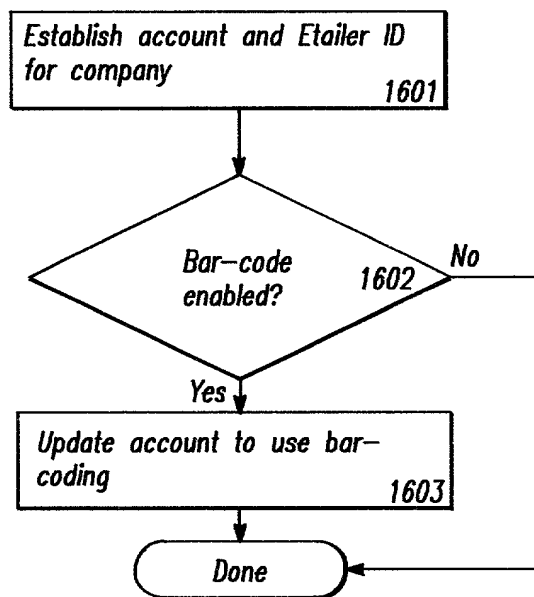 Establish account and Etailer ID
for company
1601
Bar-code
enabled?
1602
No
Yes
Update account to use bar-
coding
1603
Done